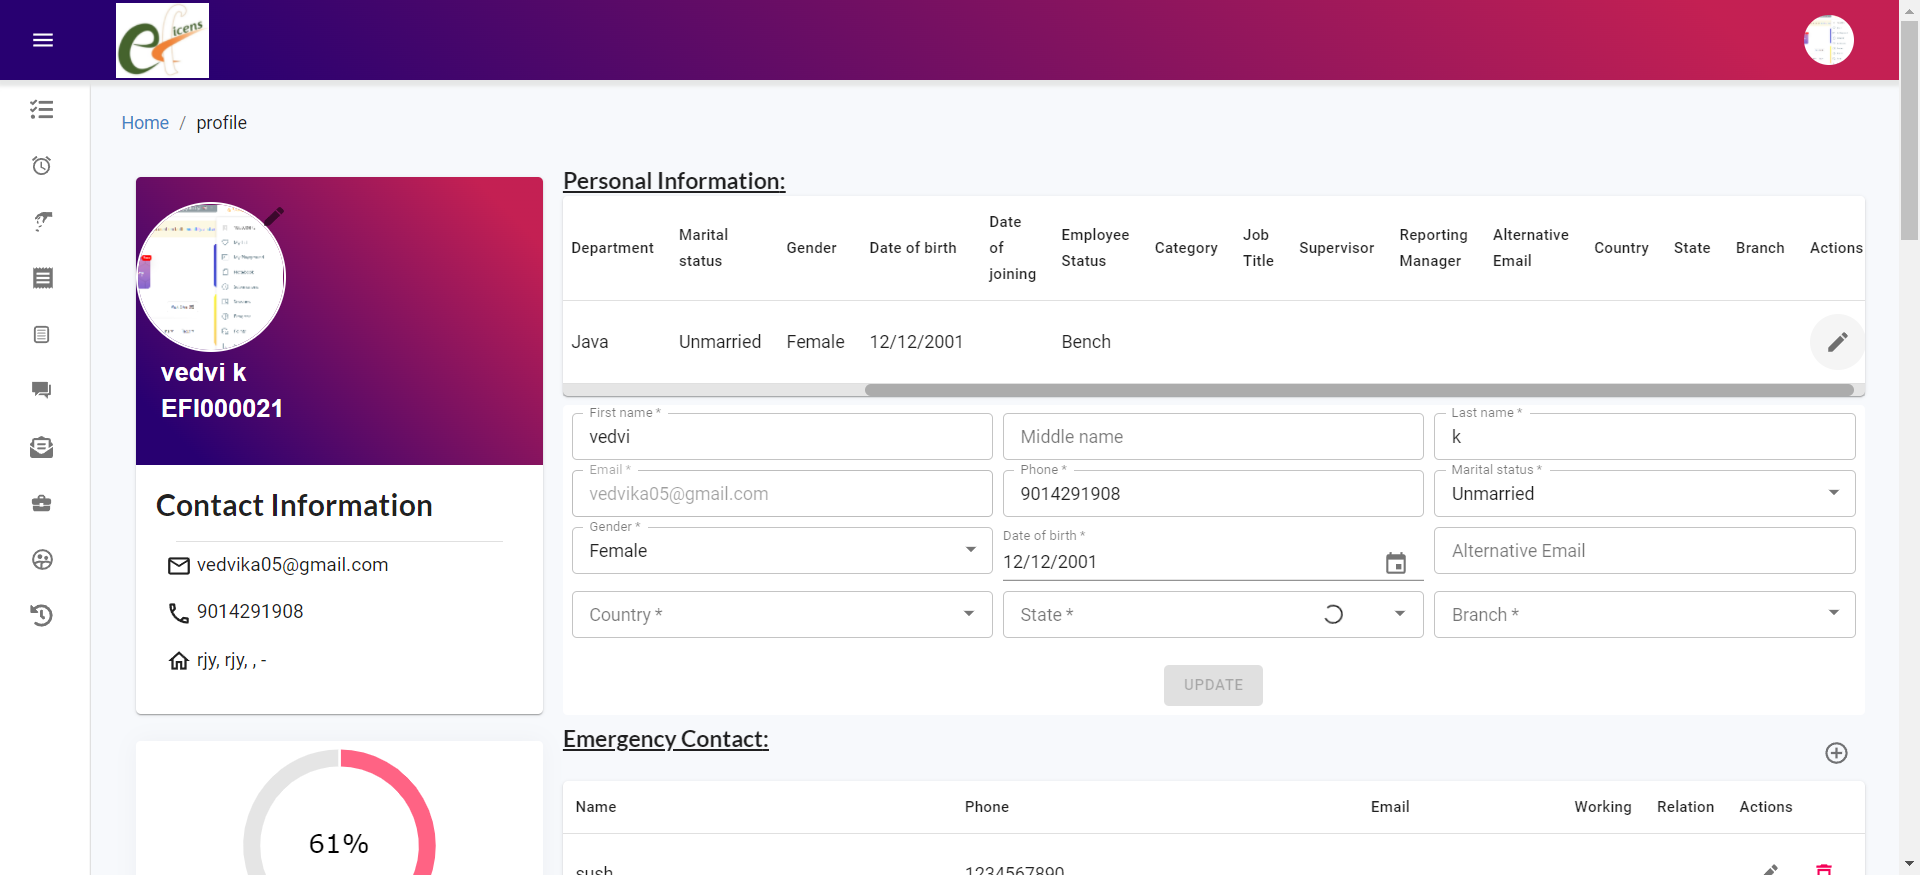 eficens
Home / profile
vedvi k
EFI000021
Contact Information
vedvika05@gmail.com
9014291908
rjy, rjy, , -
61%
Personal Information:
Department Marital status Gender Date of birth Date of joining Employee Status Category Job Title Supervisor Reporting Manager Alternative Email Country State Branch Actions
Java Unmarried Female 12/12/2001 Bench
First name *
vedvi
Middle name
Last name *
k
Email *
vedvika05@gmail.com
Phone *
9014291908
Marital status *
Unmarried
Gender *
Female
Date of birth *
12/12/2001
Alternative Email
Country *
State *
Branch *
UPDATE
Emergency Contact:
Name Phone Email Working Relation Actions
sush 1234567890